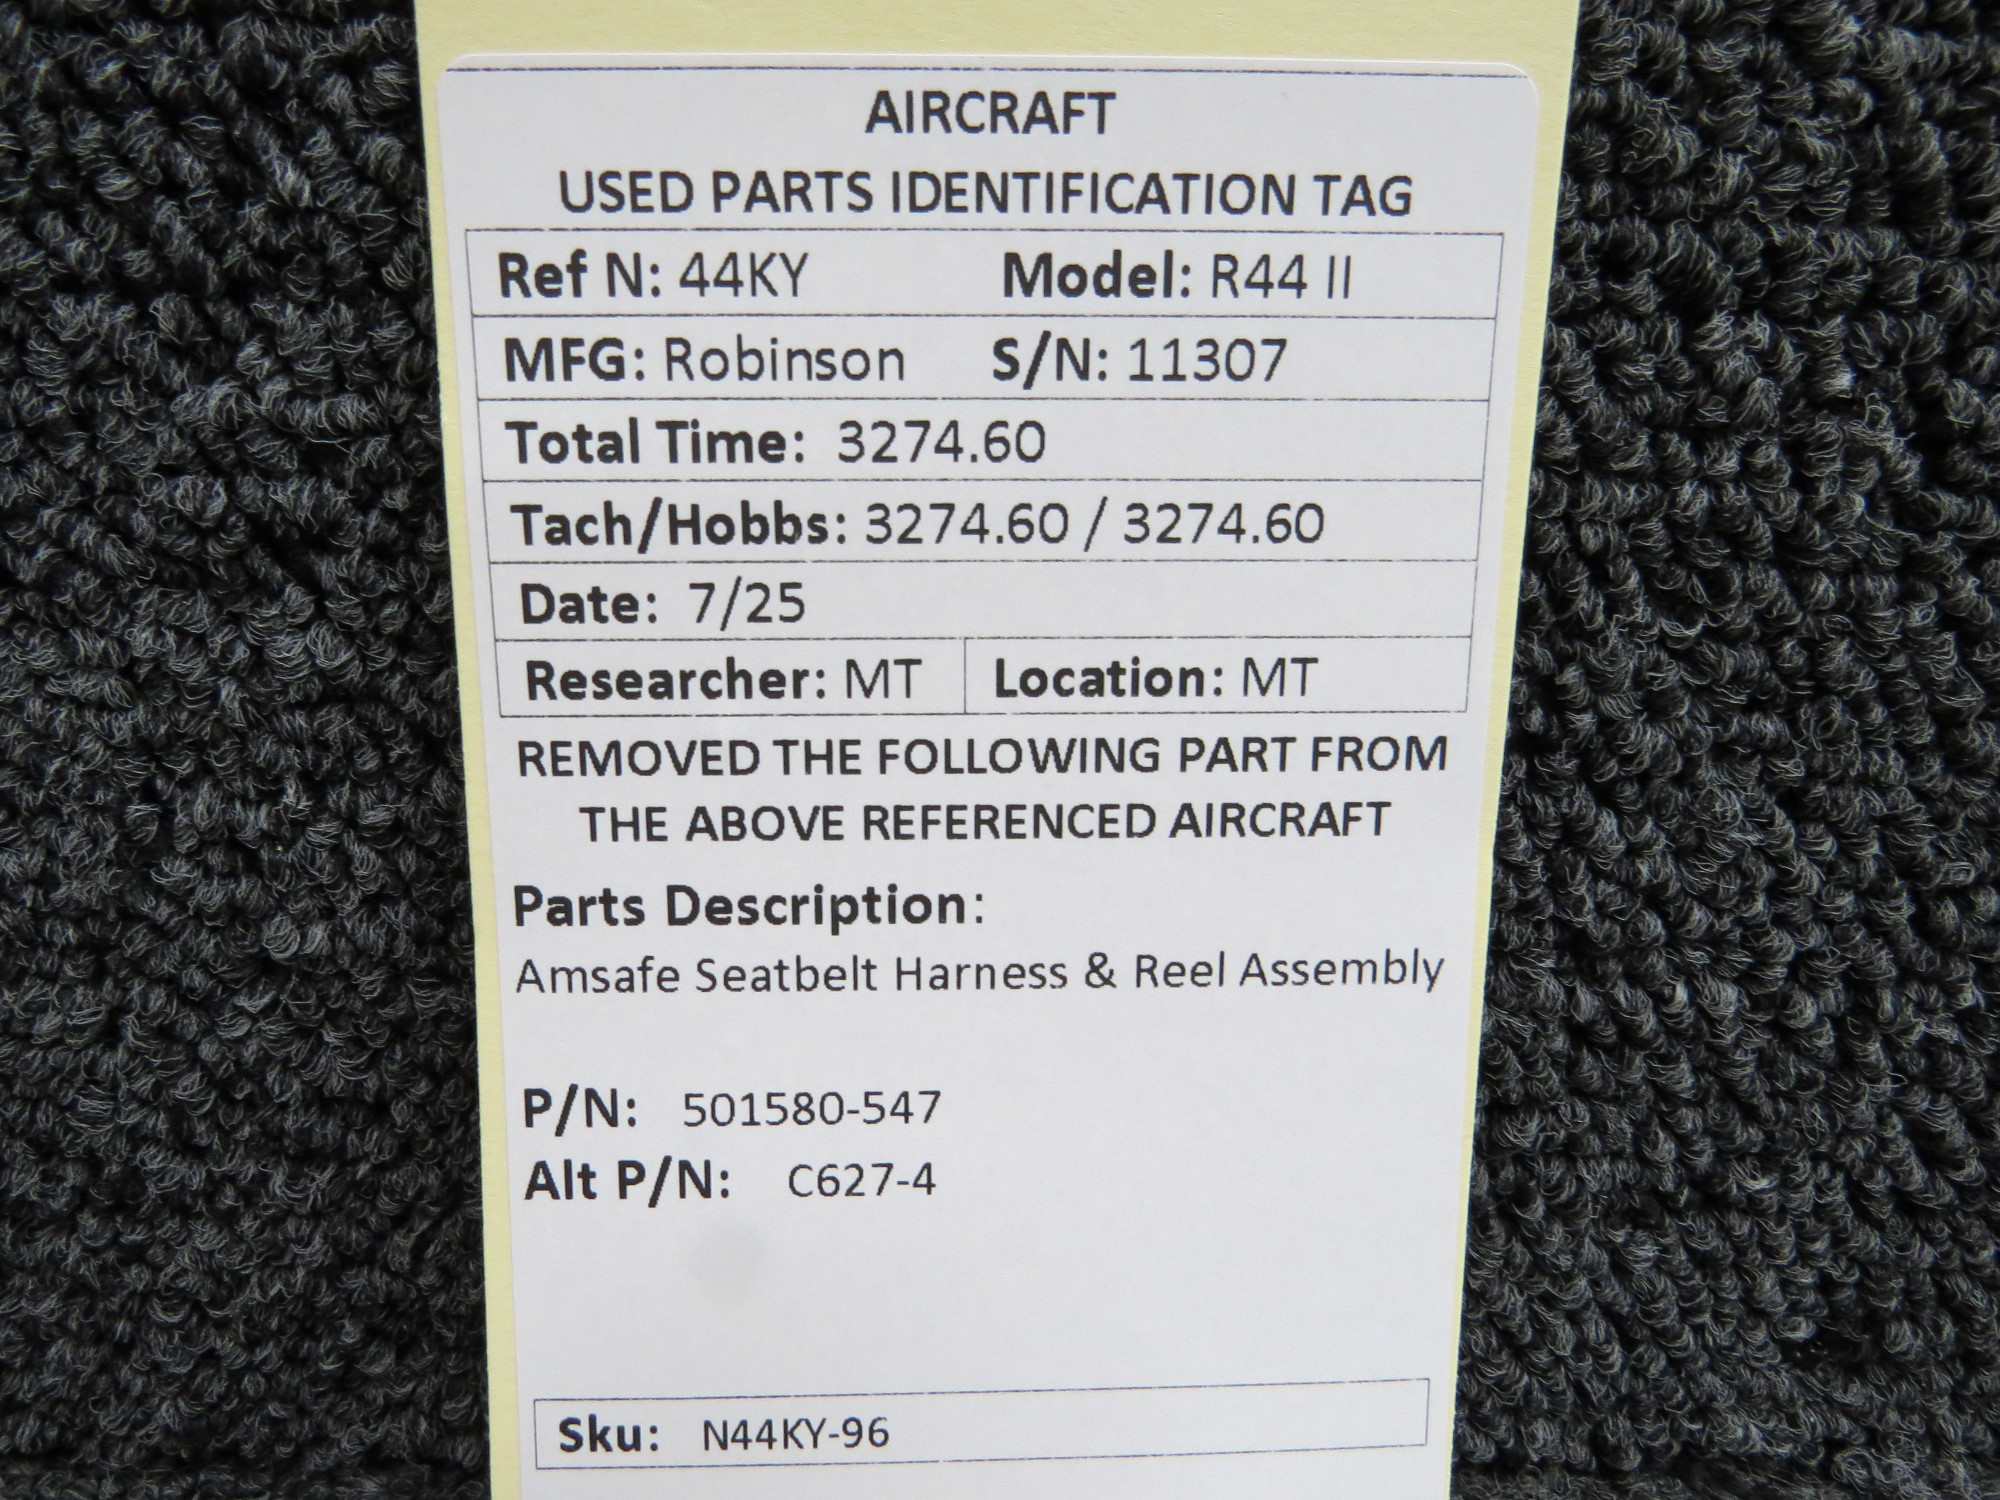 AIRCRAFT
USED PARTS IDENTIFICATION TAG
Ref N: 44KY Model: R44 II
MFG: Robinson S/N: 11307
Total Time: 3274.60
Tach/Hobbs: 3274.60 / 3274.60
Date: 7/25
Researcher: MT Location: MT
REMOVED THE FOLLOWING PART FROM
THE ABOVE REFERENCED AIRCRAFT
Parts Description:
Amsafe Seatbelt Harness & Reel Assembly
P/N: 501580-547
Alt P/N: C627-4
Sku: N44KY-96